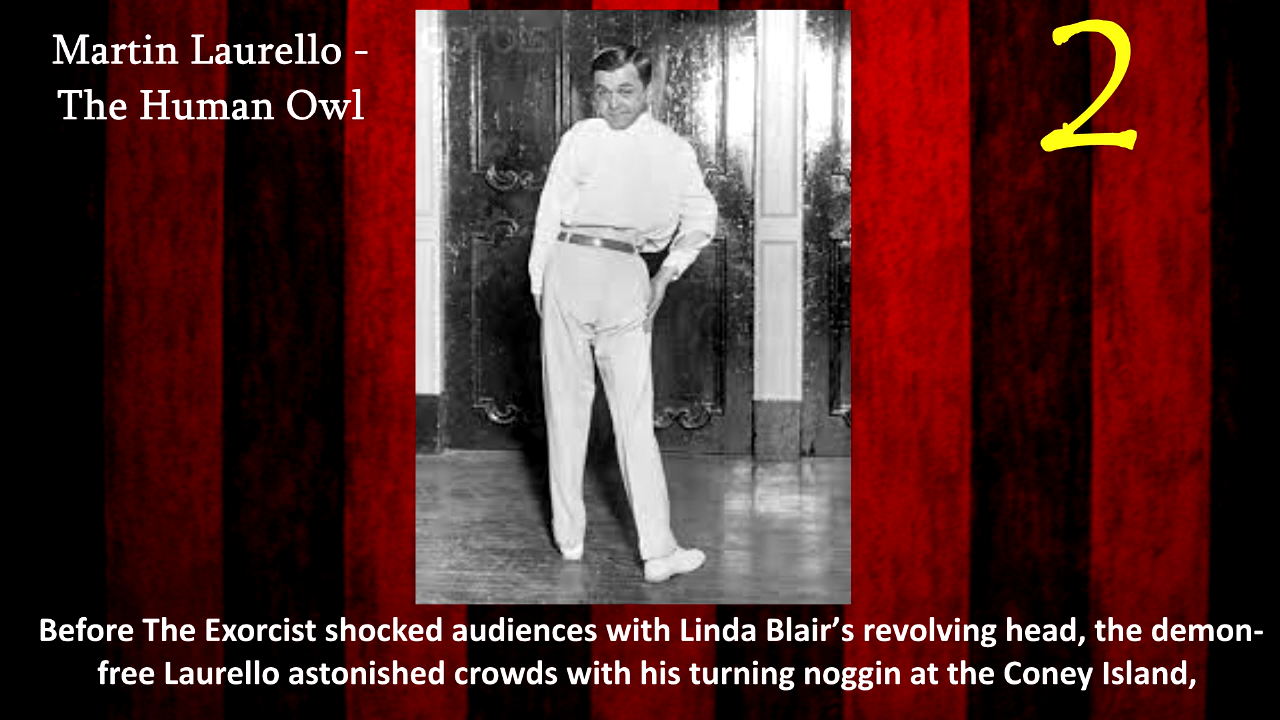 Martin Laurello -
The Human Owl
2
Before The Exorcist shocked audiences with Linda Blair’s revolving head, the demon-
free Laurello astonished crowds with his turning noggin at the Coney Island,